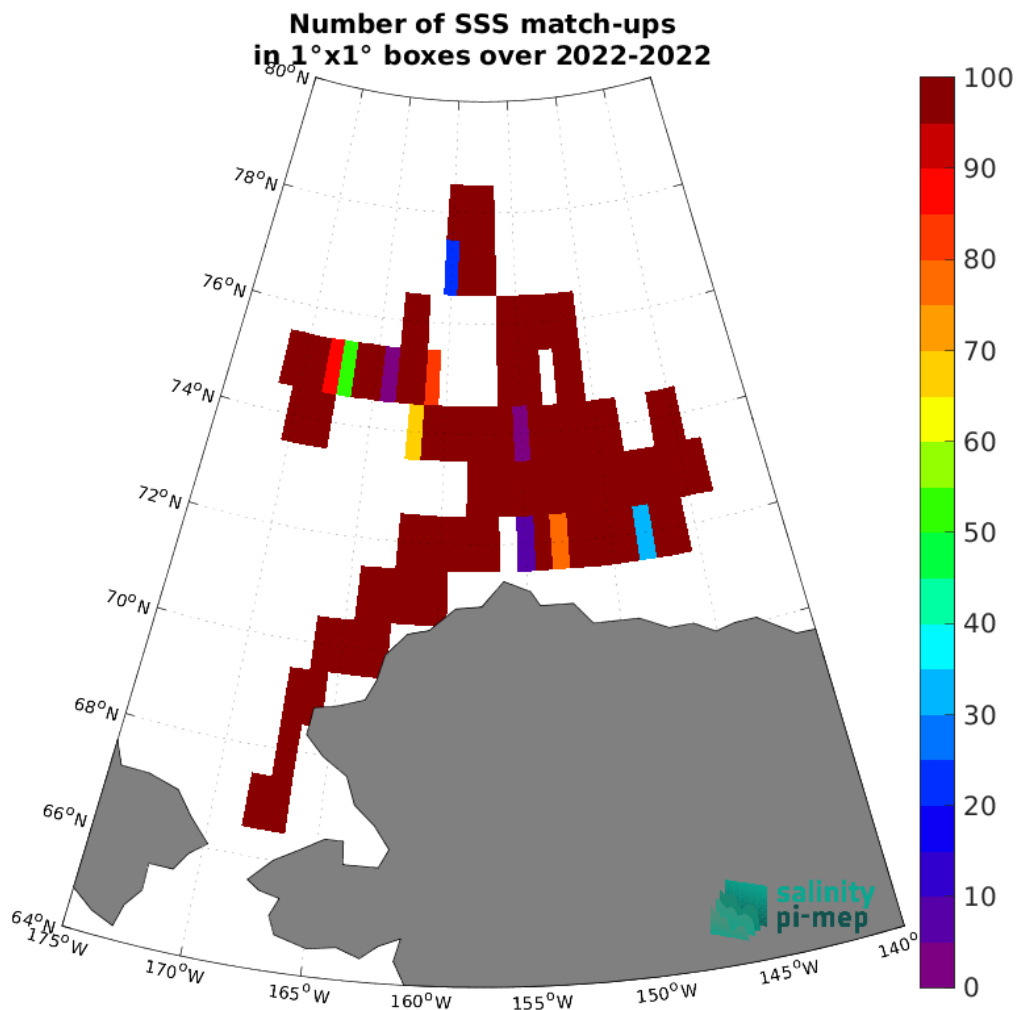 Number of SSS match-ups
in 1°x1° boxes over 2022-2022
80°N
78°N
76°N
74°N
72°N
70°N
68°N
66°N
64°N
175°W
170°W
165°W
160°W
155°W
150°W
145°W
140°
100
90
80
70
60
50
40
30
20
10
0
salinity
pi-mep